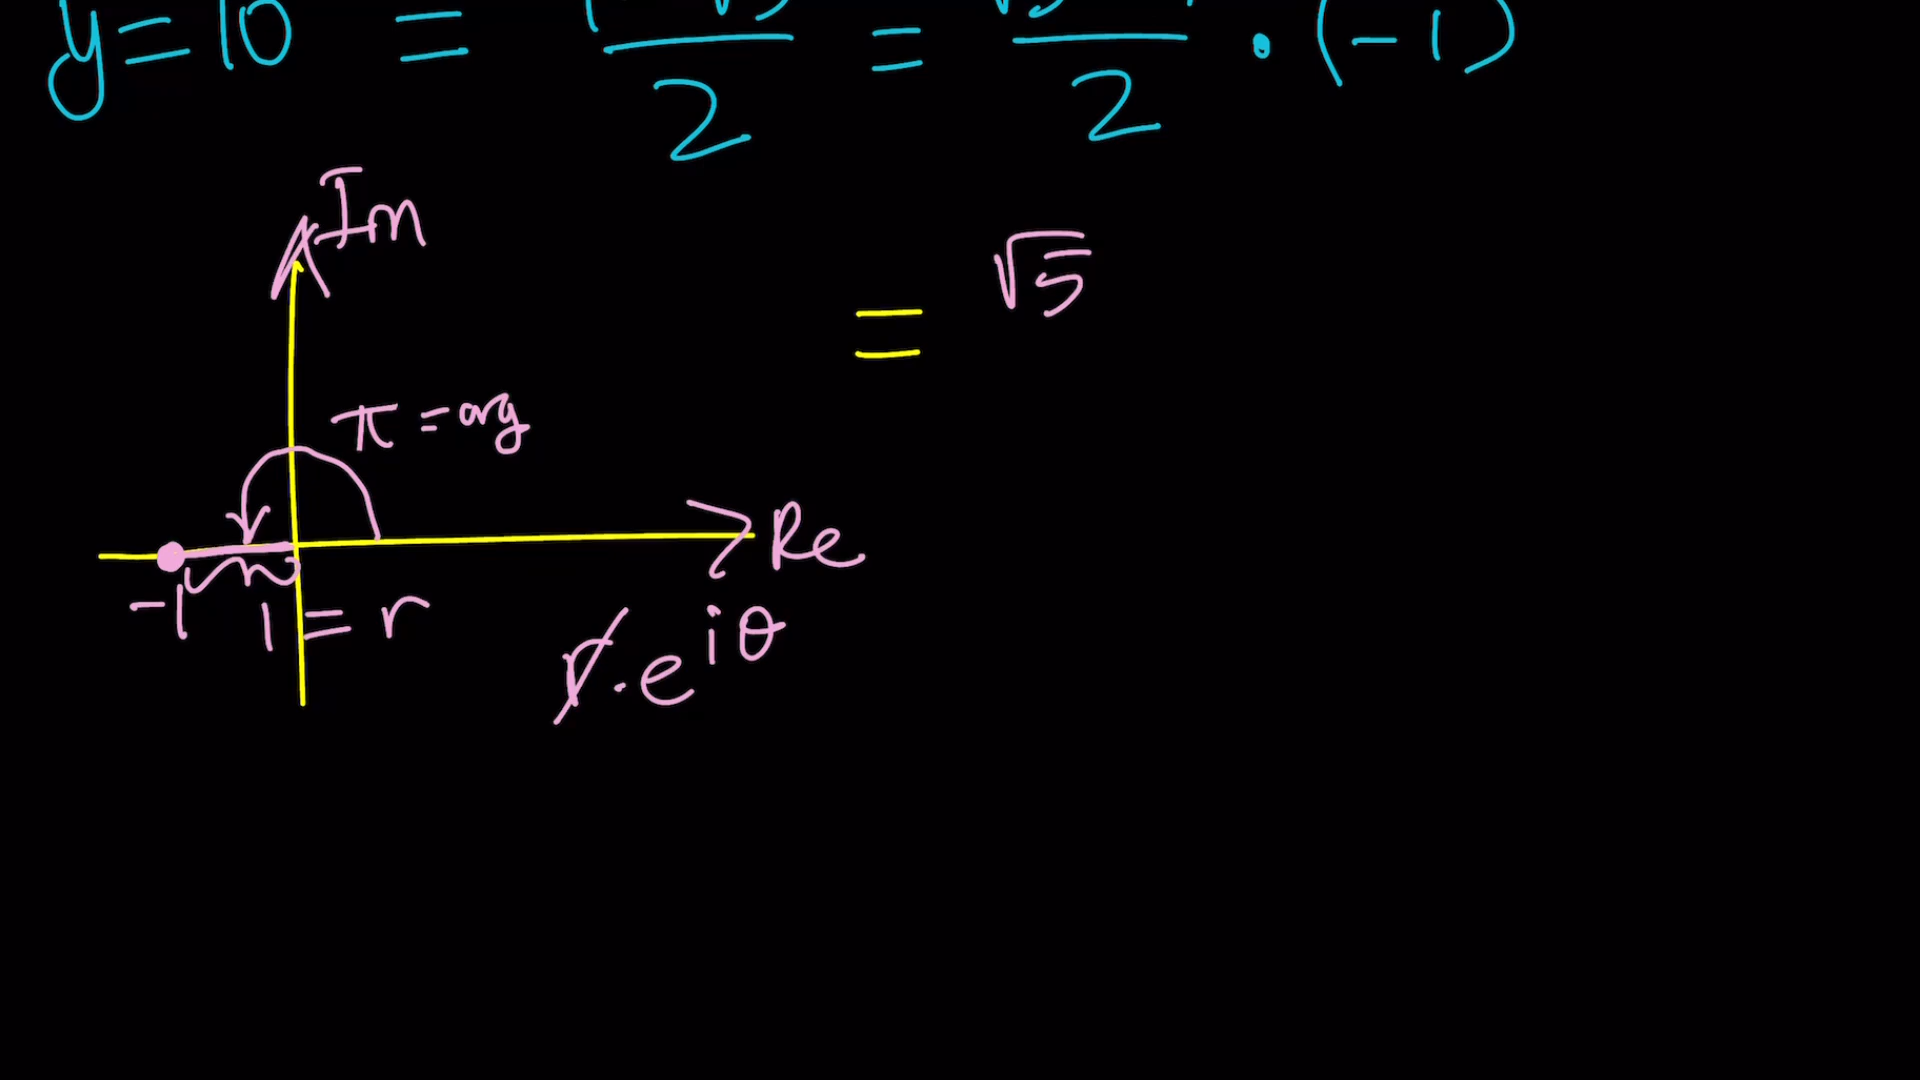 y = 10 = 2 = 2 · (-1)
Im
= √5
π = arg
Re
-1 1 = r
r · e^{iθ}